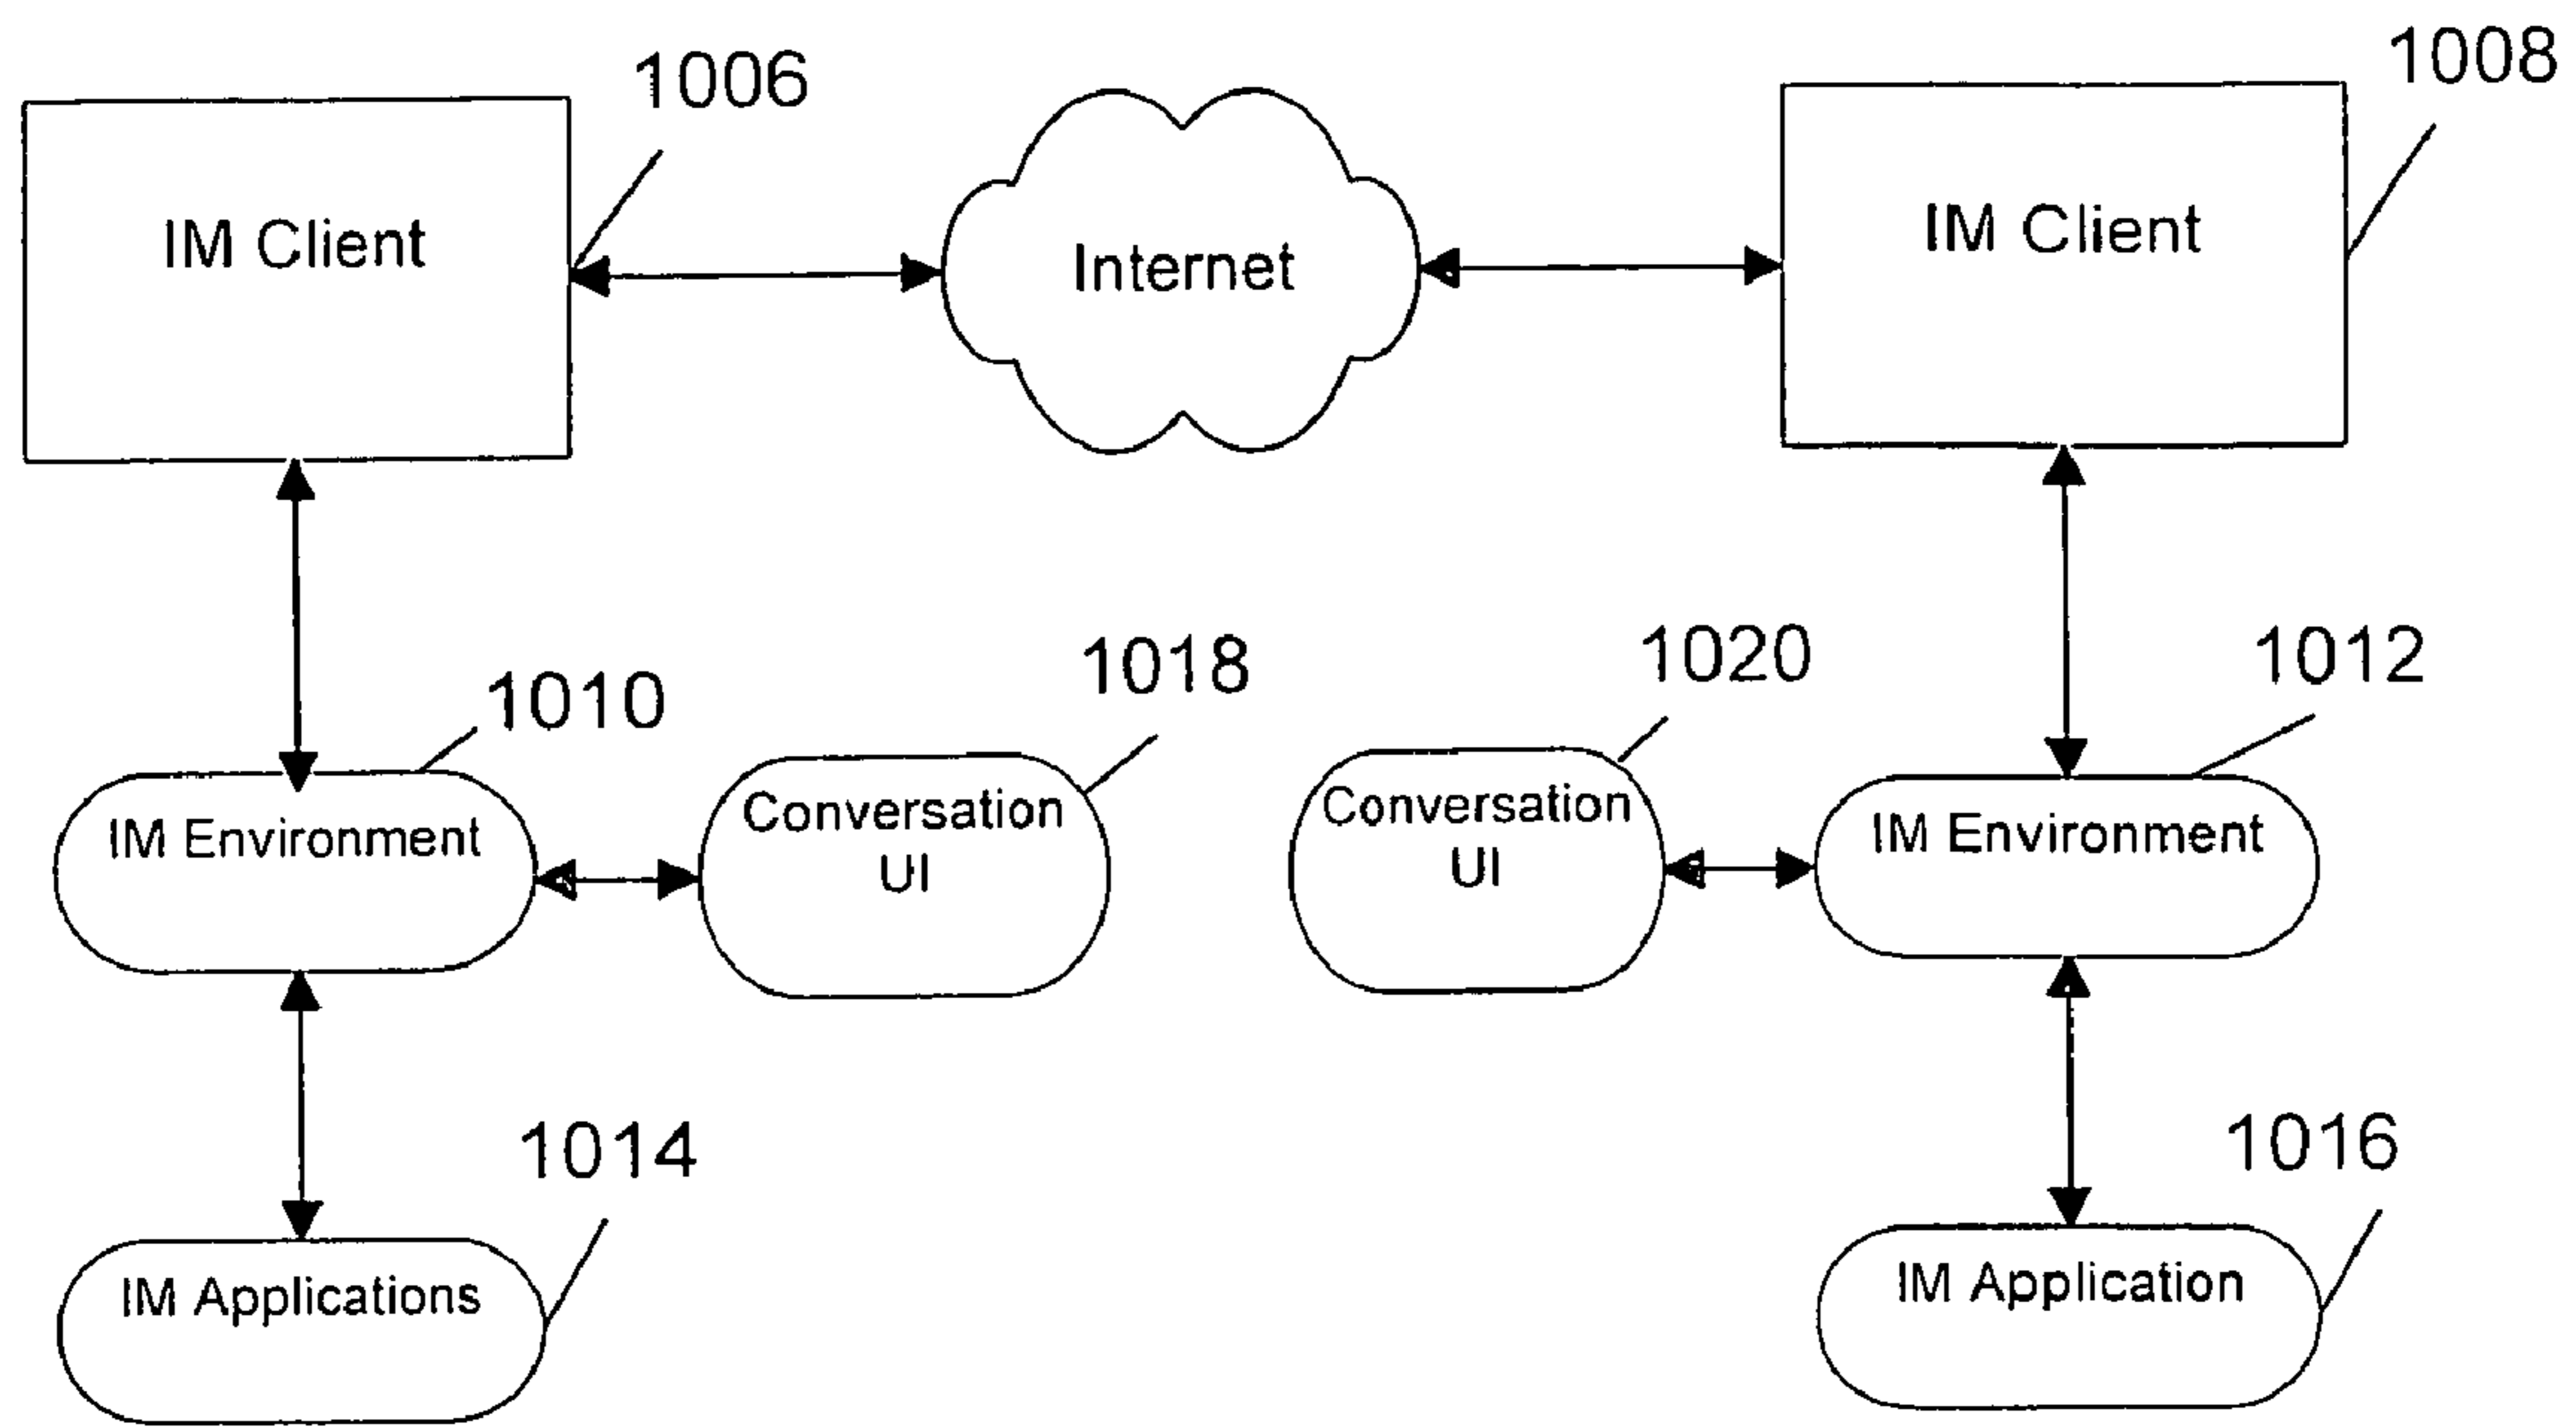 1006
1008
IM Client
Internet
IM Client
1010
1018
1020
1012
IM Environment
Conversation
UI
Conversation
UI
IM Environment
1014
1016
IM Applications
IM Application